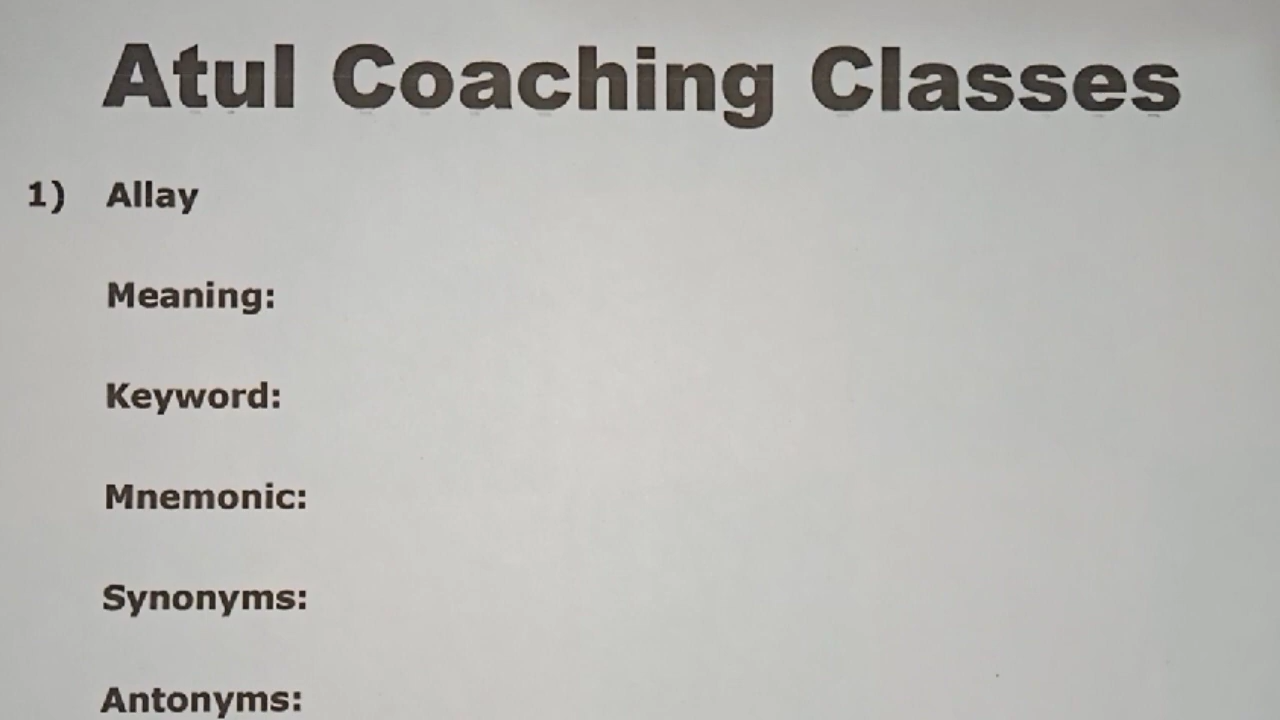 Atul Coaching Classes
1) Allay
Meaning:
Keyword:
Mnemonic:
Synonyms:
Antonyms: